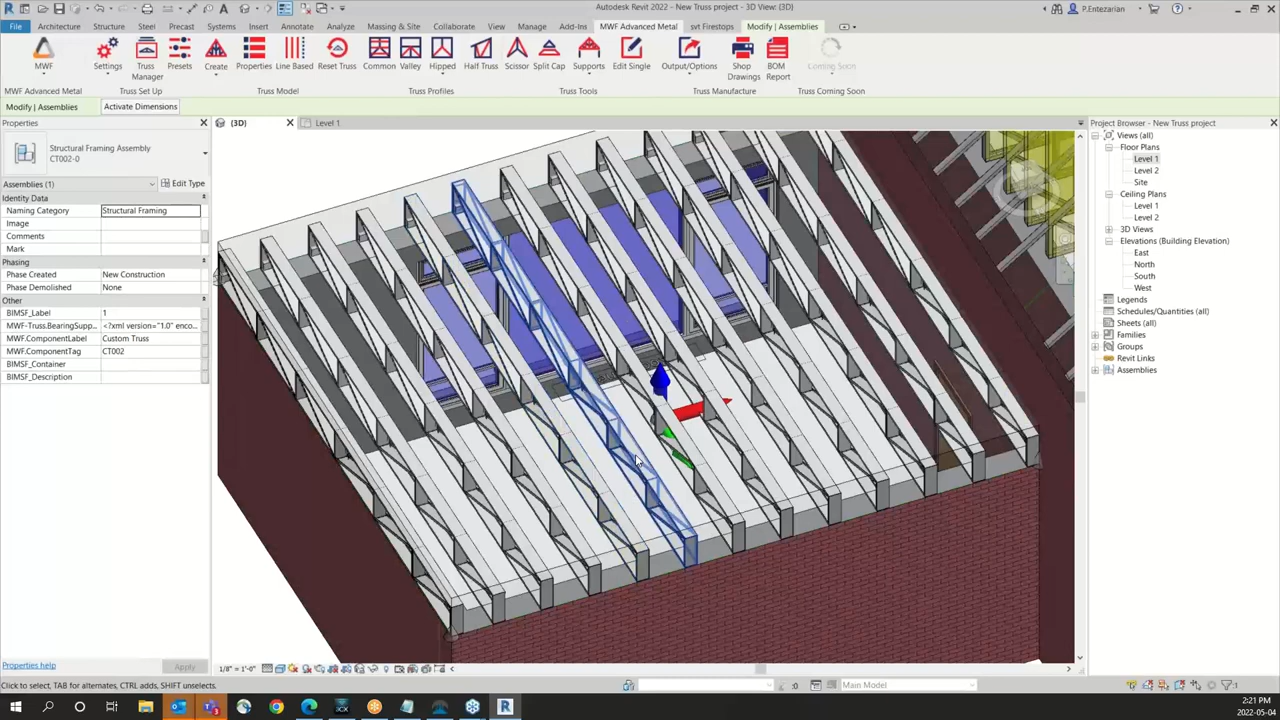 Autodesk Revit 2022 - New Truss project - 3D View: {3D}
P.Entezarian
File Architecture Structure Steel Precast Systems Insert Annotate Analyze Massing & Site Collaborate View Manage Add-Ins MWF Advanced Metal svt Firestops Modify | Assemblies
MWF Settings Truss Manager Presets Create Properties Line Based Reset Truss Common Valley Hipped Half Truss Scissor Split Cap Supports Edit Single Output/Options Shop Drawings BOM Report Coming Soon
MWF Advanced Metal Truss Set Up Truss Model Truss Profiles Truss Tools Truss Manufacture Truss Coming Soon
Modify | Assemblies Activate Dimensions
Properties
{3D} Level 1
Project Browser - New Truss project
Structural Framing Assembly
CT002-0
Assemblies (1) Edit Type
Identity Data
Naming Category Structural Framing
Image
Comments
Mark
Phasing
Phase Created New Construction
Phase Demolished None
Other
BIMSF_Label 1
MWF-Truss.BearingSupp... <?xml version="1.0" enco...
MWF.ComponentLabel Custom Truss
MWF.ComponentTag CT002
BIMSF_Container
BIMSF_Description
Views (all)
Floor Plans
Level 1
Level 2
Site
Ceiling Plans
Level 1
Level 2
3D Views
Elevations (Building Elevation)
East
North
South
West
Legends
Schedules/Quantities (all)
Sheets (all)
Families
Groups
Revit Links
Assemblies
Properties help Apply
1/8" = 1'-0"
Click to select, TAB for alternates, CTRL adds, SHIFT unselects.
:0 Main Model :1
2:21 PM
2022-05-04